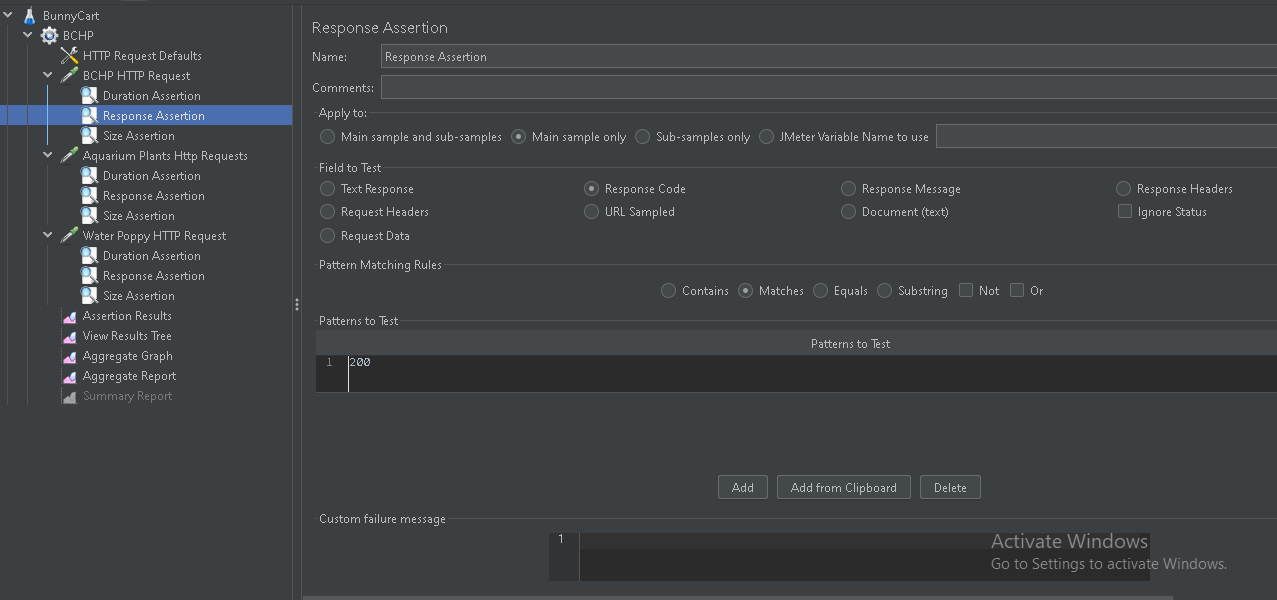 BunnyCart
BCHP
HTTP Request Defaults
BCHP HTTP Request
Duration Assertion
Response Assertion
Size Assertion
Aquarium Plants Http Requests
Duration Assertion
Response Assertion
Size Assertion
Water Poppy HTTP Request
Duration Assertion
Response Assertion
Size Assertion
Assertion Results
View Results Tree
Aggregate Graph
Aggregate Report
Summary Report
Response Assertion
Name: Response Assertion
Comments:
Apply to:
Main sample and sub-samples Main sample only Sub-samples only JMeter Variable Name to use
Field to Test
Text Response Response Code Response Message Response Headers
Request Headers URL Sampled Document (text) Ignore Status
Request Data
Pattern Matching Rules
Contains Matches Equals Substring Not Or
Patterns to Test
Patterns to Test
1 200
Add Add from Clipboard Delete
Custom failure message
1
Activate Windows
Go to Settings to activate Windows.